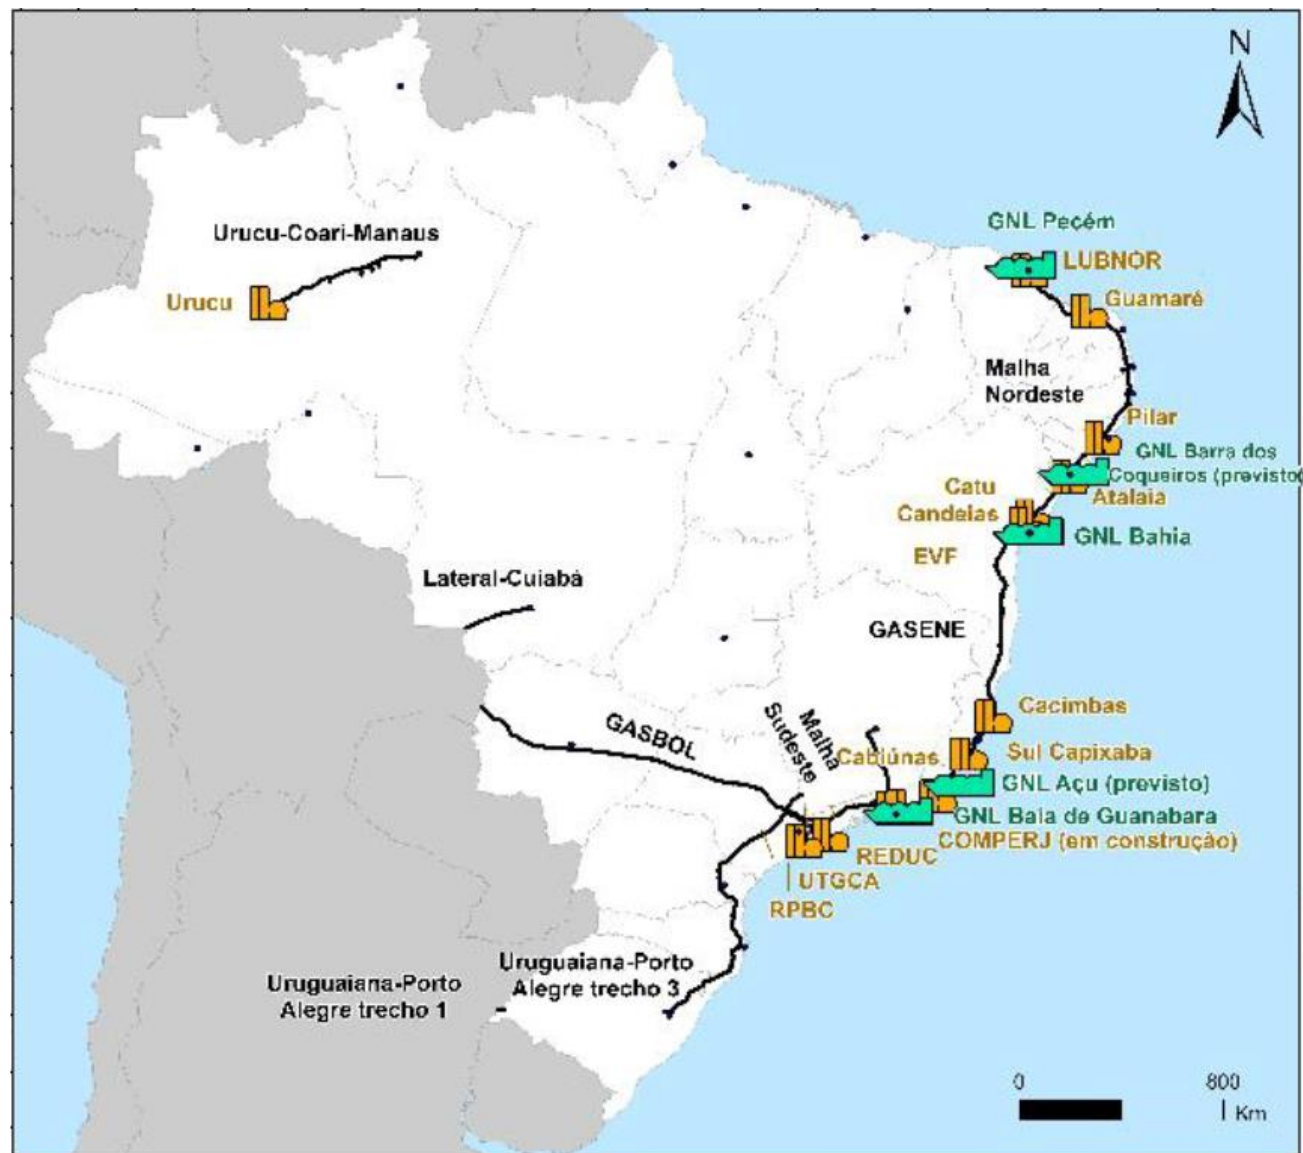 N
GNL Pecém
LUBNOR
Guamaré
Urucu-Coari-Manaus
Urucu
Malha
Nordeste
Pilar
GNL Barra dos
Coqueiros (previsto)
Atalaia
Catu
Candeias
GNL Bahia
EVF
Lateral-Cuiabá
GASENE
Cacimbas
GASBOL
Malha
Sudeste
Cabiúnas
Sul Capixaba
GNL Açu (previsto)
GNL Baia de Guanabara
COMPERJ (em construção)
REDUC
UTGCA
RPBC
Uruguaiana-Porto
Alegre trecho 3
Uruguaiana-Porto
Alegre trecho 1
0 800
Km